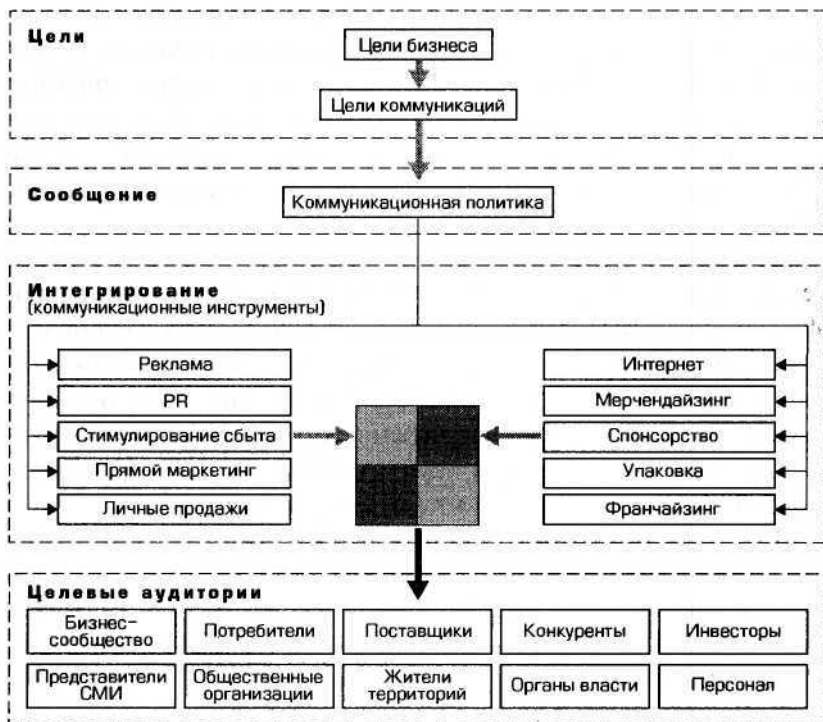 Цели
Цели бизнеса
Цели коммуникаций
Сообщение
Коммуникационная политика
Интегрирование
(коммуникационные инструменты)
Реклама
PR
Стимулирование сбыта
Прямой маркетинг
Личные продажи
Интернет
Мерчендайзинг
Спонсорство
Упаковка
Франчайзинг
Целевые аудитории
Бизнес-
сообщество
Потребители
Поставщики
Конкуренты
Инвесторы
Представители
СМИ
Общественные
организации
Жители
территорий
Органы власти
Персонал